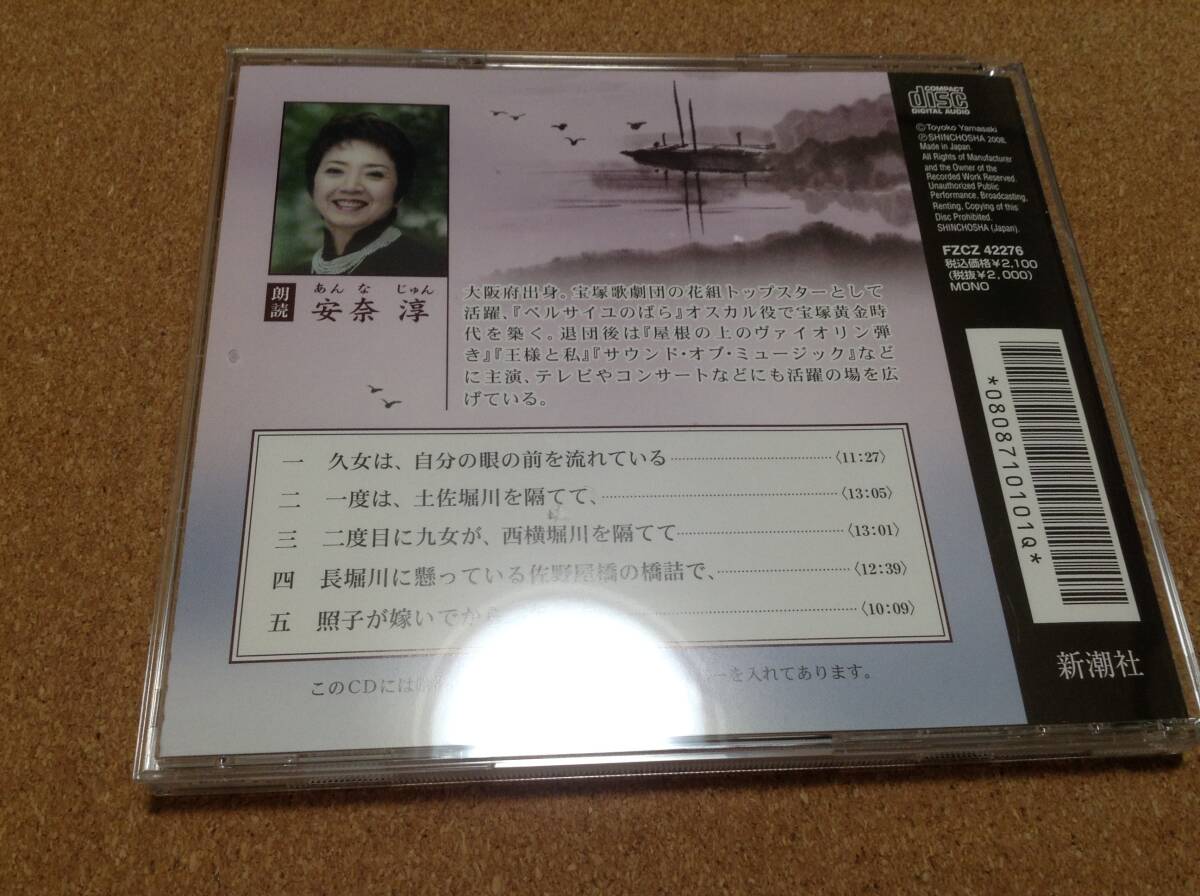 あんな じゅん
朗読 安奈 淳
大阪府出身。宝塚歌劇団の花組トップスターとして
活躍、『ベルサイユのばら』オスカル役で宝塚黄金時
代を築く。退団後は『屋根の上のヴァイオリン弾
き』『王様と私』『サウンド・オブ・ミュージック』など
に主演、テレビやコンサートなどにも活躍の場を広
げている。
一 久女は、自分の眼の前を流れている〈11:27〉
二 一度は、土佐堀川を隔てて、〈13:05〉
三 二度目に九女が、西横堀川を隔てて〈13:01〉
四 長堀川に懸っている佐野屋橋の橋詰で、〈12:39〉
五 照子が嫁いでから〈10:09〉
このCDには を入れてあります。
COMPACT
disc
DIGITAL AUDIO
©Toyoko Yamasaki
℗SHINCHOSHA 2008,
Made in Japan.
All Rights of Manufacturer
and the Owner of the
Recorded Work Reserved.
Unauthorized Public
Performance, Broadcasting,
Renting, Copying of this
Disc Prohibited.
SHINCHOSHA (Japan).
FZCZ 42276
税込価格¥2,100
(税抜¥2,000)
MONO
*0808710101Q*
新潮社